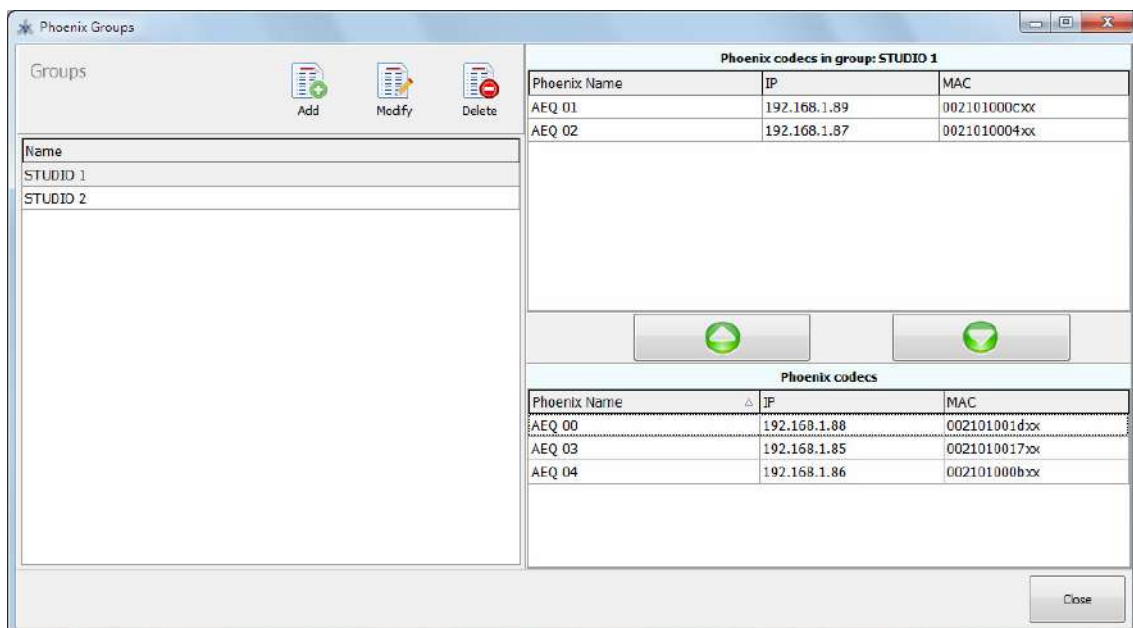 Phoenix Groups
Groups
Add Modify Delete
Name
STUDIO 1
STUDIO 2
Phoenix codecs in group: STUDIO 1
Phoenix Name IP MAC
AEQ 01 192.168.1.89 002101000cxx
AEQ 02 192.168.1.87 0021010004xx
Phoenix codecs
Phoenix Name IP MAC
AEQ 00 192.168.1.88 002101001dxx
AEQ 03 192.168.1.85 0021010017xx
AEQ 04 192.168.1.86 002101000bxx
Close